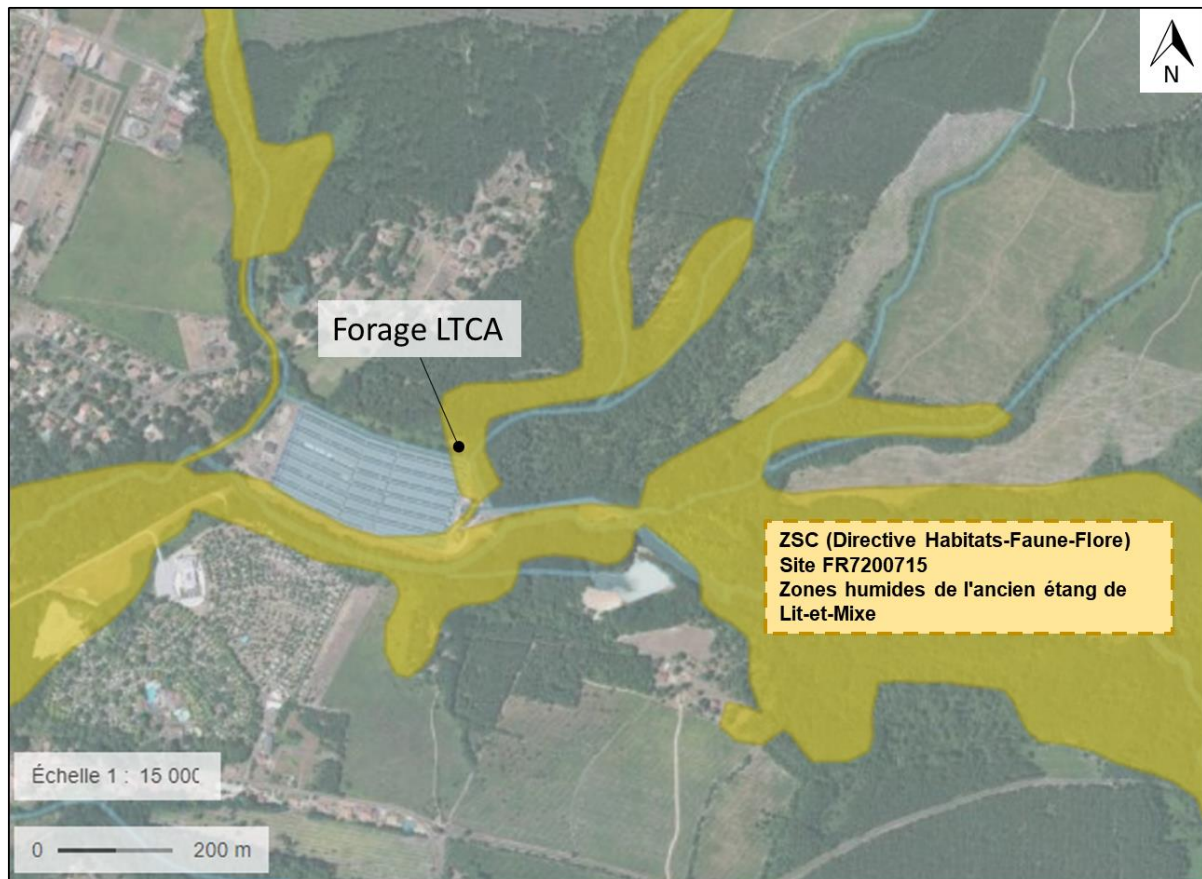 N
Forage LTCA
ZSC (Directive Habitats-Faune-Flore)
Site FR7200715
Zones humides de l'ancien étang de
Lit-et-Mixe
Échelle 1 : 15 000
0 200 m